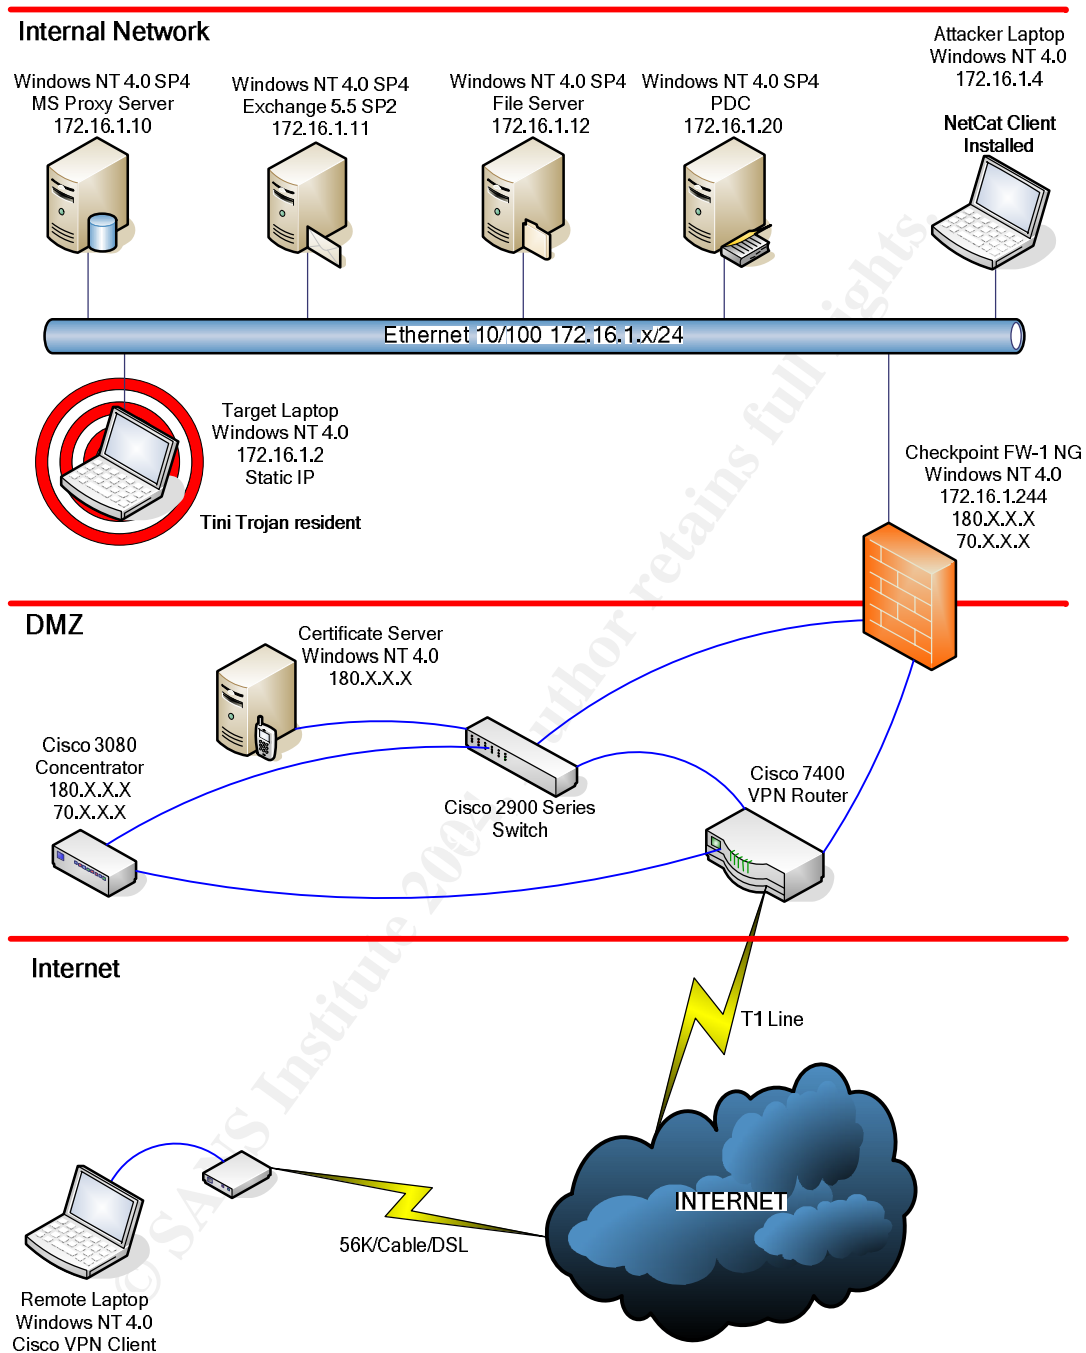 Internal Network
Windows NT 4.0 SP4
MS Proxy Server
172.16.1.10
Windows NT 4.0 SP4
Exchange 5.5 SP2
172.16.1.11
Windows NT 4.0 SP4
File Server
172.16.1.12
Windows NT 4.0 SP4
PDC
172.16.1.20
Attacker Laptop
Windows NT 4.0
172.16.1.4
NetCat Client
Installed
Ethernet 10/100 172.16.1.x/24
Target Laptop
Windows NT 4.0
172.16.1.2
Static IP
Tini Trojan resident
Checkpoint FW-1 NG
Windows NT 4.0
172.16.1.244
180.X.X.X
70.X.X.X
DMZ
Certificate Server
Windows NT 4.0
180.X.X.X
Cisco 3080
Concentrator
180.X.X.X
70.X.X.X
Cisco 2900 Series
Switch
Cisco 7400
VPN Router
Internet
T1 Line
INTERNET
56K/Cable/DSL
Remote Laptop
Windows NT 4.0
Cisco VPN Client
© SANS Institute 200 author retains full rights.